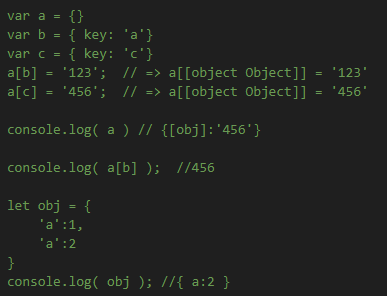 var a = {}
var b = { key: 'a'}
var c = { key: 'c'}
a[b] = '123';  // => a[[object Object]] = '123'
a[c] = '456';  // => a[[object Object]] = '456'

console.log( a ) // {[obj]:'456'}

console.log( a[b] );  //456

let obj = {
    'a':1,
    'a':2
}
console.log( obj ); //{ a:2 }